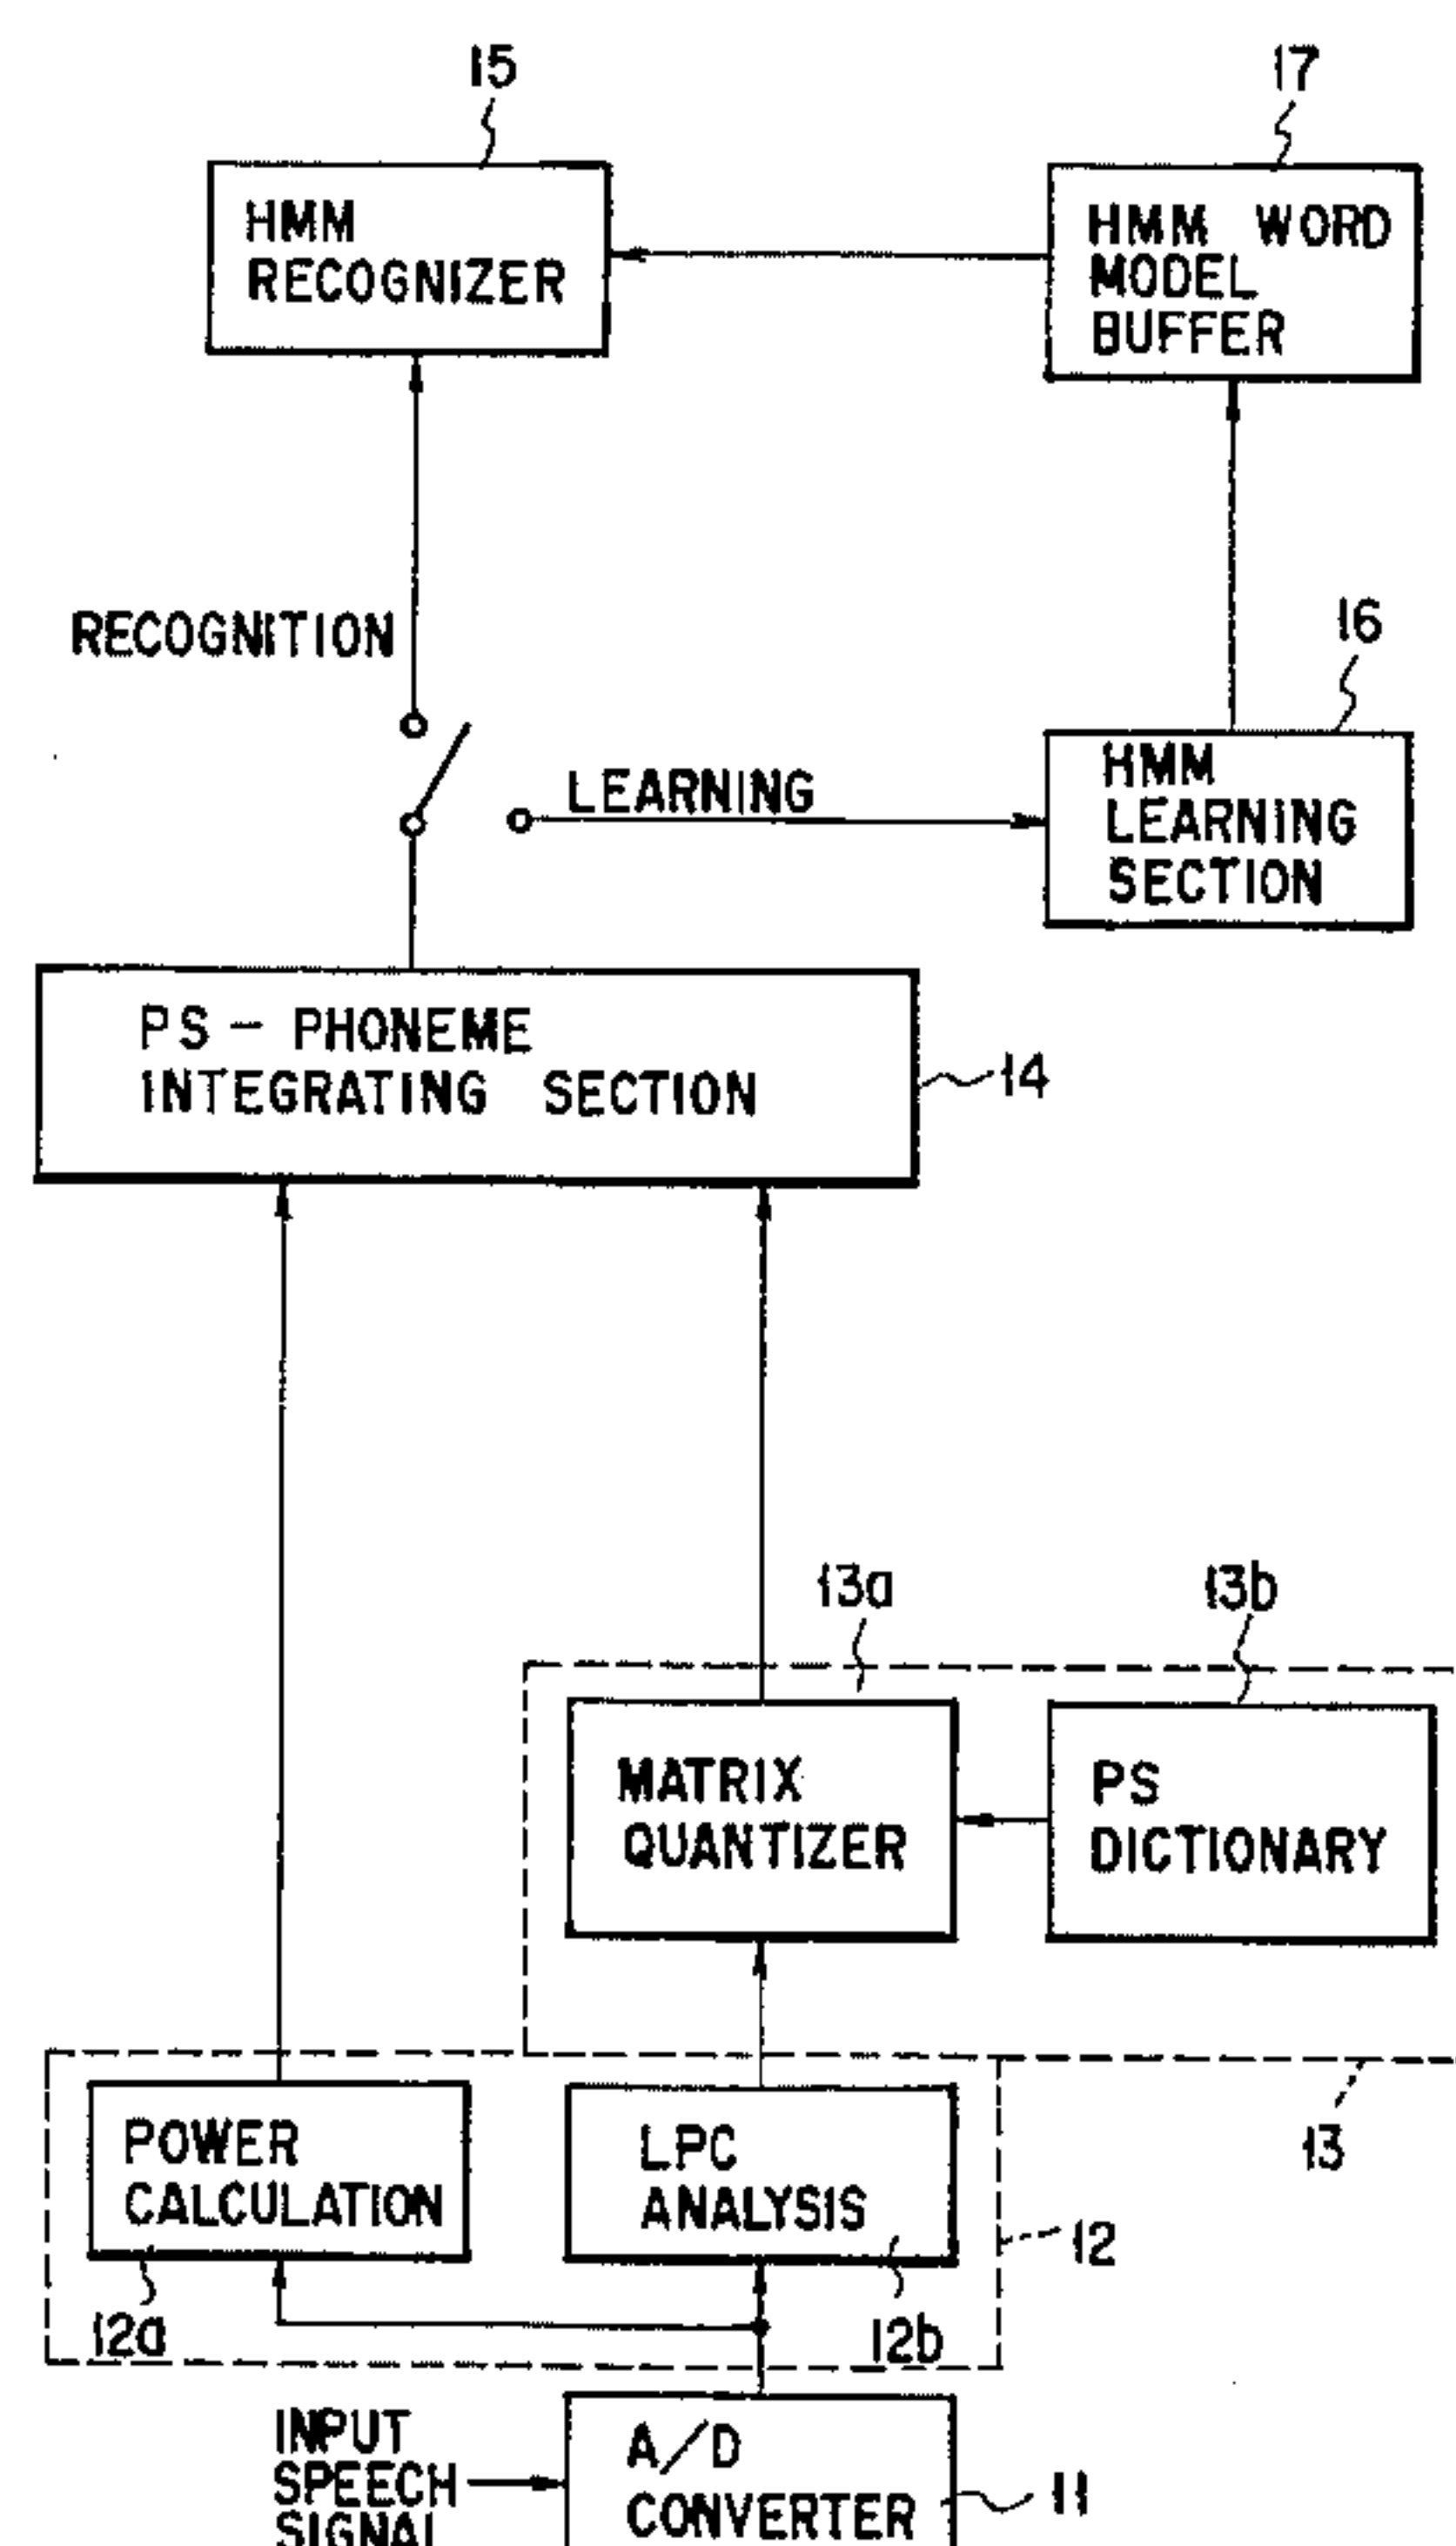 15
17
HMM
RECOGNIZER
HMM WORD
MODEL
BUFFER
RECOGNITION
16
LEARNING
HMM
LEARNING
SECTION
PS - PHONEME
INTEGRATING SECTION
14
13a
13b
MATRIX
QUANTIZER
PS
DICTIONARY
13
POWER
CALCULATION
LPC
ANALYSIS
12
12a
12b
INPUT
SPEECH
SIGNAL
A/D
CONVERTER
11